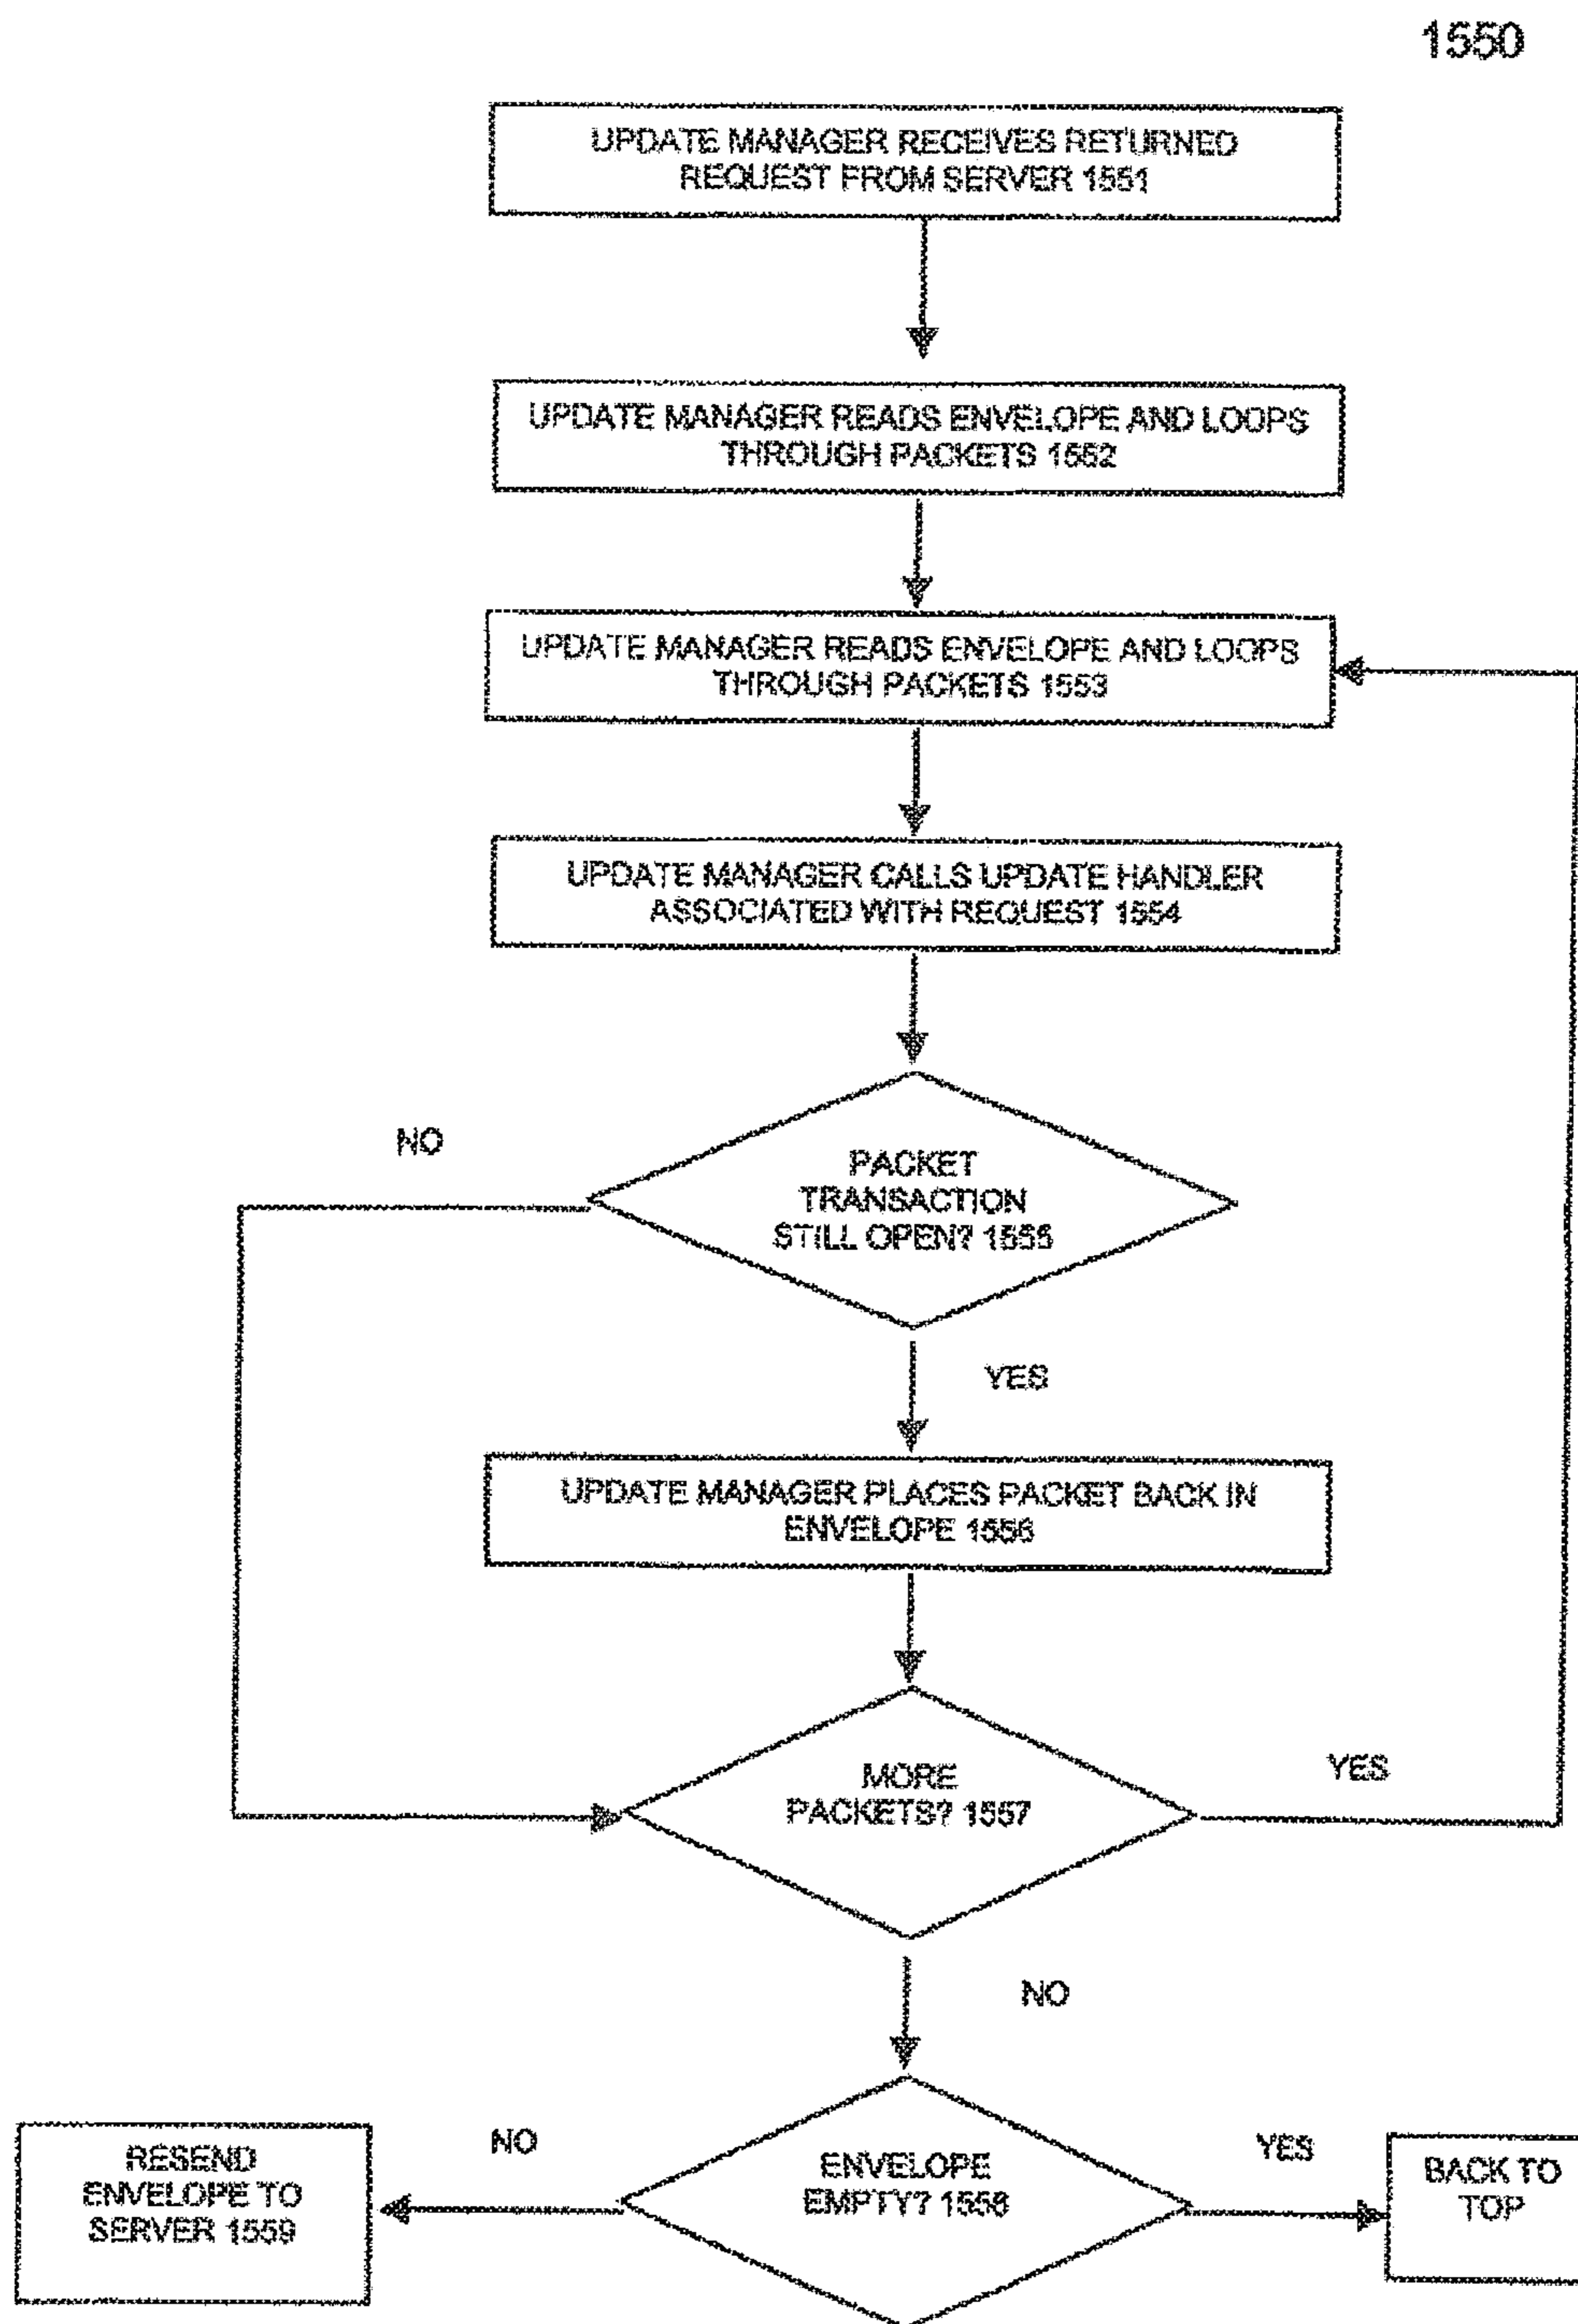 1550
UPDATE MANAGER RECEIVES RETURNED
REQUEST FROM SERVER 1551
UPDATE MANAGER READS ENVELOPE AND LOOPS
THROUGH PACKETS 1552
UPDATE MANAGER READS ENVELOPE AND LOOPS
THROUGH PACKETS 1553
UPDATE MANAGER CALLS UPDATE HANDLER
ASSOCIATED WITH REQUEST 1554
NO
PACKET
TRANSACTION
STILL OPEN? 1555
YES
UPDATE MANAGER PLACES PACKET BACK IN
ENVELOPE 1556
MORE
PACKETS? 1557
YES
NO
RESEND
ENVELOPE TO
SERVER 1559
NO
ENVELOPE
EMPTY? 1558
YES
BACK TO
TOP